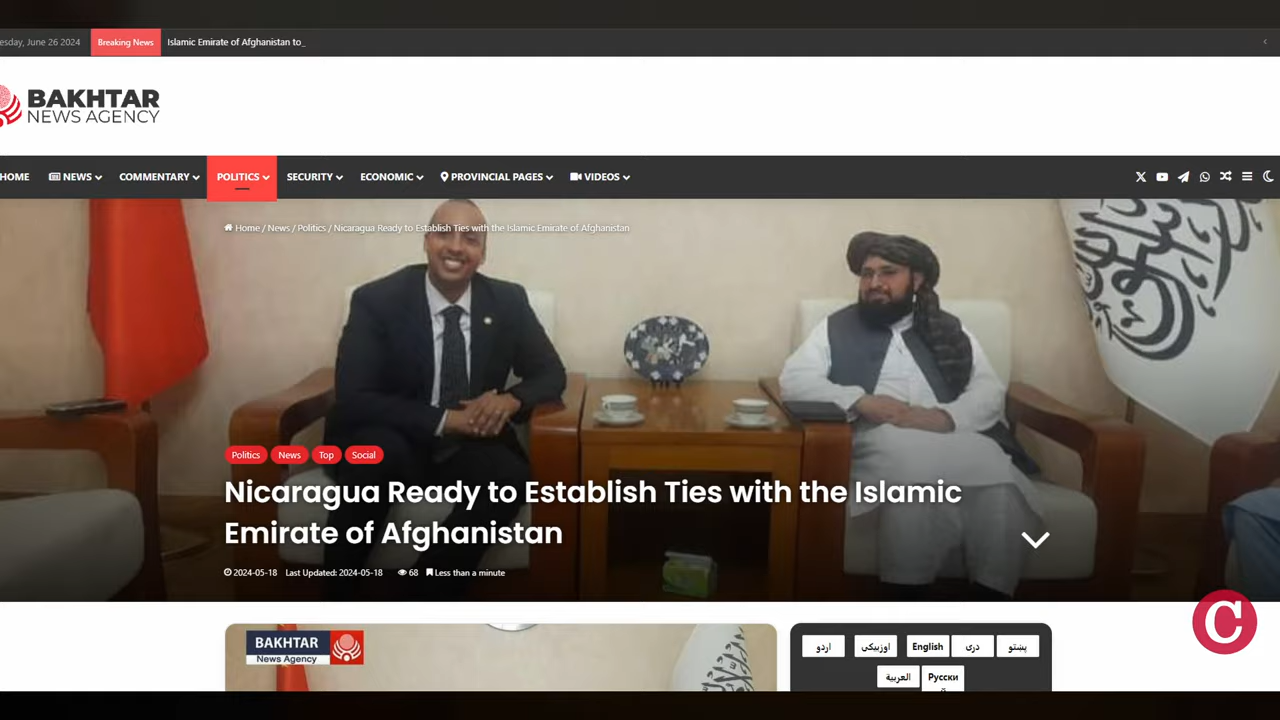 esday, June 26 2024
Breaking News
Islamic Emirate of Afghanistan to_
BAKHTAR
NEWS AGENCY
HOME
NEWS
COMMENTARY
POLITICS
SECURITY
ECONOMIC
PROVINCIAL PAGES
VIDEOS
Home / News / Politics / Nicaragua Ready to Establish Ties with the Islamic Emirate of Afghanistan
Politics
News
Top
Social
Nicaragua Ready to Establish Ties with the Islamic
Emirate of Afghanistan
2024-05-18 Last Updated: 2024-05-18 68 Less than a minute
C
BAKHTAR
News Agency
اردو
اوزبیکی
English
دری
پښتو
العربية
Русски